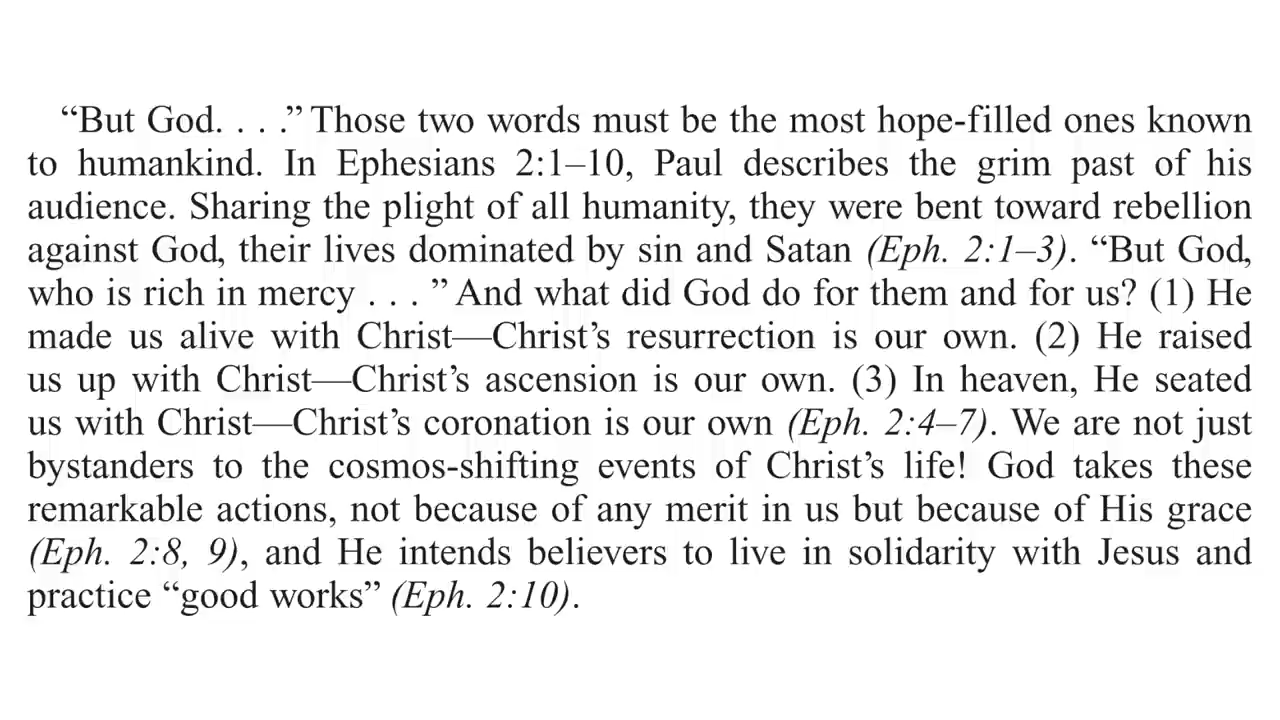 “But God. . . .” Those two words must be the most hope-filled ones known
to humankind. In Ephesians 2:1–10, Paul describes the grim past of his
audience. Sharing the plight of all humanity, they were bent toward rebellion
against God, their lives dominated by sin and Satan (Eph. 2:1–3). “But God,
who is rich in mercy . . . ” And what did God do for them and for us? (1) He
made us alive with Christ—Christ’s resurrection is our own. (2) He raised
us up with Christ—Christ’s ascension is our own. (3) In heaven, He seated
us with Christ—Christ’s coronation is our own (Eph. 2:4–7). We are not just
bystanders to the cosmos-shifting events of Christ’s life! God takes these
remarkable actions, not because of any merit in us but because of His grace
(Eph. 2:8, 9), and He intends believers to live in solidarity with Jesus and
practice “good works” (Eph. 2:10).